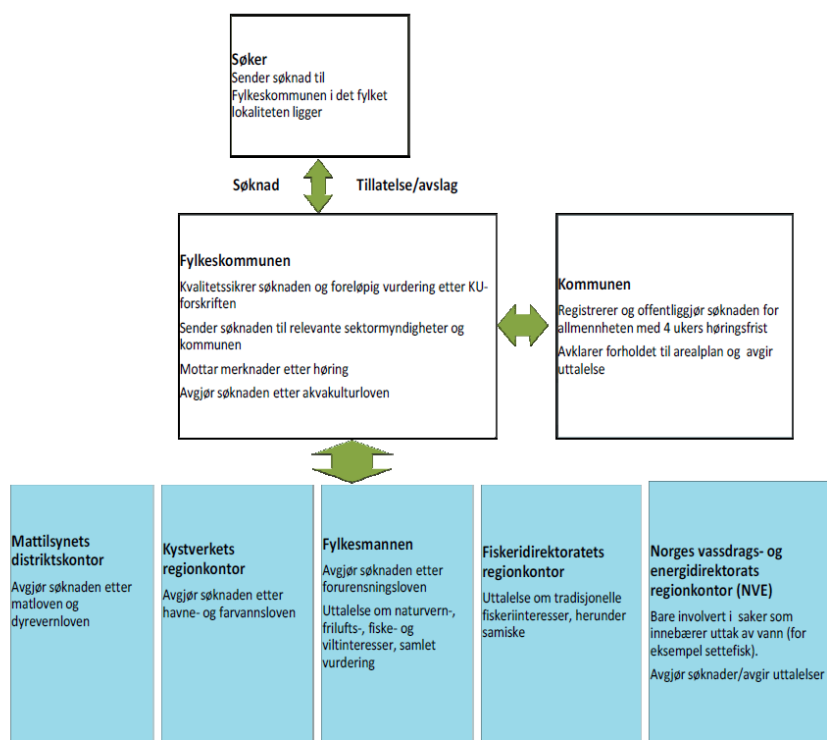 Søker
Sender søknad til
Fylkeskommunen i det fylket
lokaliteten ligger
Søknad
Tillatelse/avslag
Fylkeskommunen
Kvalitetssikrer søknaden og foreløpig vurdering etter KU-
forskriften
Sender søknaden til relevante sektormyndigheter og
kommunen
Mottar merknader etter høring
Avgjør søknaden etter akvakulturloven
Kommunen
Registrerer og offentliggjør søknaden for
allmennheten med 4 ukers høringsfrist
Avklarer forholdet til arealplan og avgir
uttalelse
Mattilsynets
distriktskontor
Avgjør søknaden etter
matloven og
dyrevernloven
Kystverkets
regionkontor
Avgjør søknaden etter
havne- og farvannsloven
Fylkesmannen
Avgjør søknaden etter
forurensningsloven
Uttalelse om naturvern-,
frilufts-, fiske- og
viltinteresser, samlet
vurdering
Fiskeridirektoratets
regionkontor
Uttalelse om tradisjonelle
fiskeriinteresser, herunder
samiske
Norges vassdrags- og
energidirektorats
regionkontor (NVE)
Bare involvert i saker som
innebærer uttak av vann (for
eksempel settefisk).
Avgjør søknader/avgir uttalelser